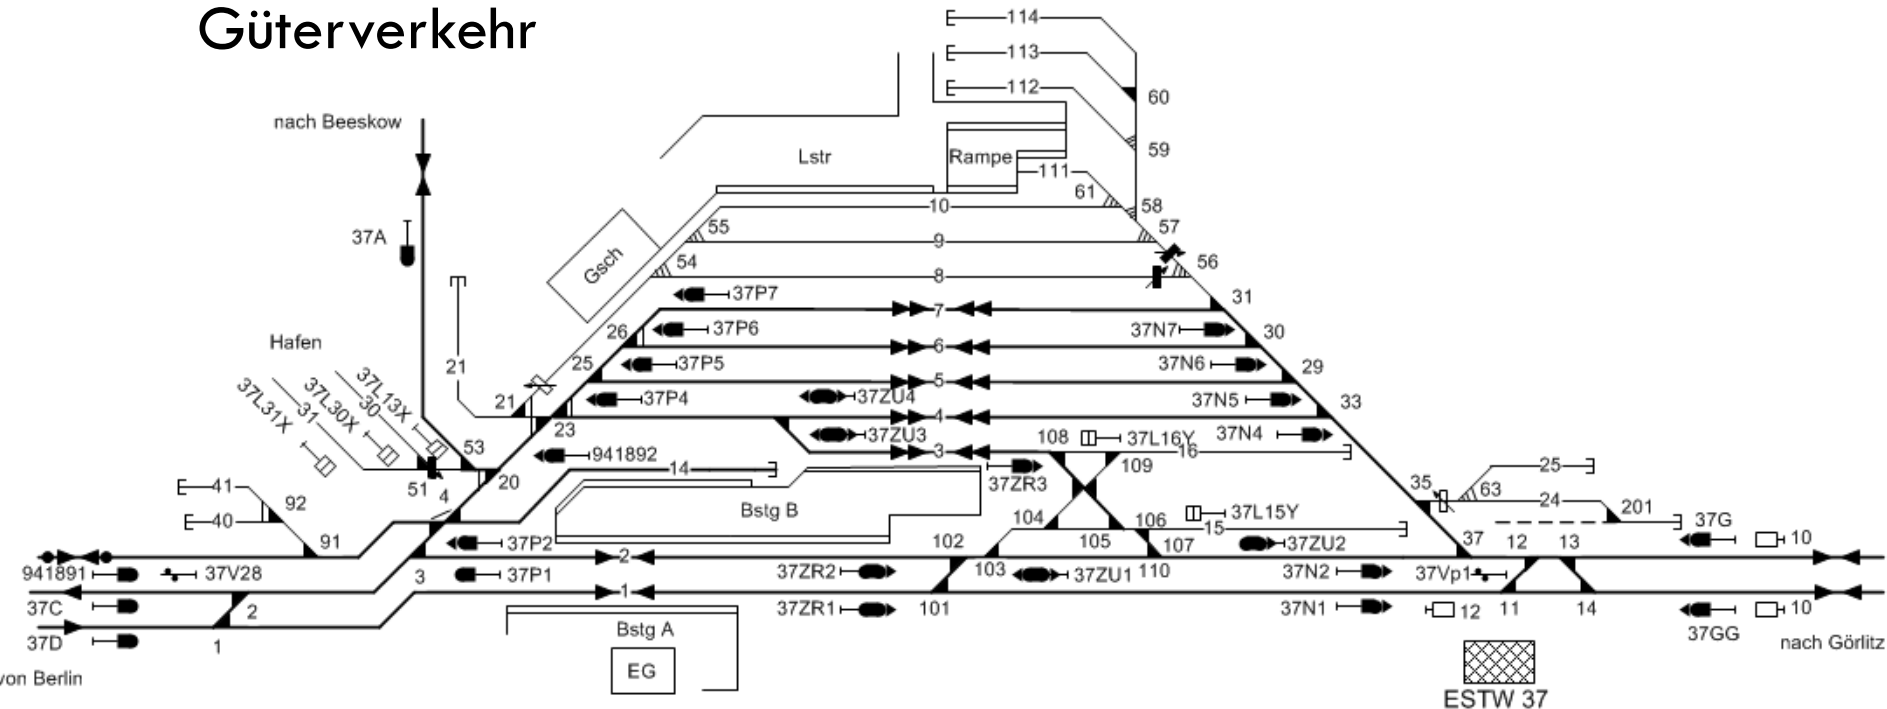 Güterverkehr
114
113
112
60
nach Beeskow
59
Lstr
Rampe
111
61
58
10
57
55
37A
9
Gsch
54
56
8
37P7
31
7
26
37P6
37N7
30
Hafen
6
25
37P5
37N6
29
21
5
37L13X
37L30X
37L31X
30
31
21
37P4
37ZU4
37N5
33
4
23
37ZU3
108
37L16Y
37N4
53
941892
3
16
14
109
25
51
4
20
37ZR3
35
63
41
92
24
201
40
Bstg B
104
106
37L15Y
15
37G
91
37P2
102
105
107
37ZU2
37
12
13
10
2
941891
37V28
3
37P1
37ZR2
103
37ZU1
110
37N2
37Vp1
1
37C
2
37ZR1
101
37N1
12
11
14
10
37D
1
Bstg A
37GG
nach Görlitz
EG
von Berlin
ESTW 37